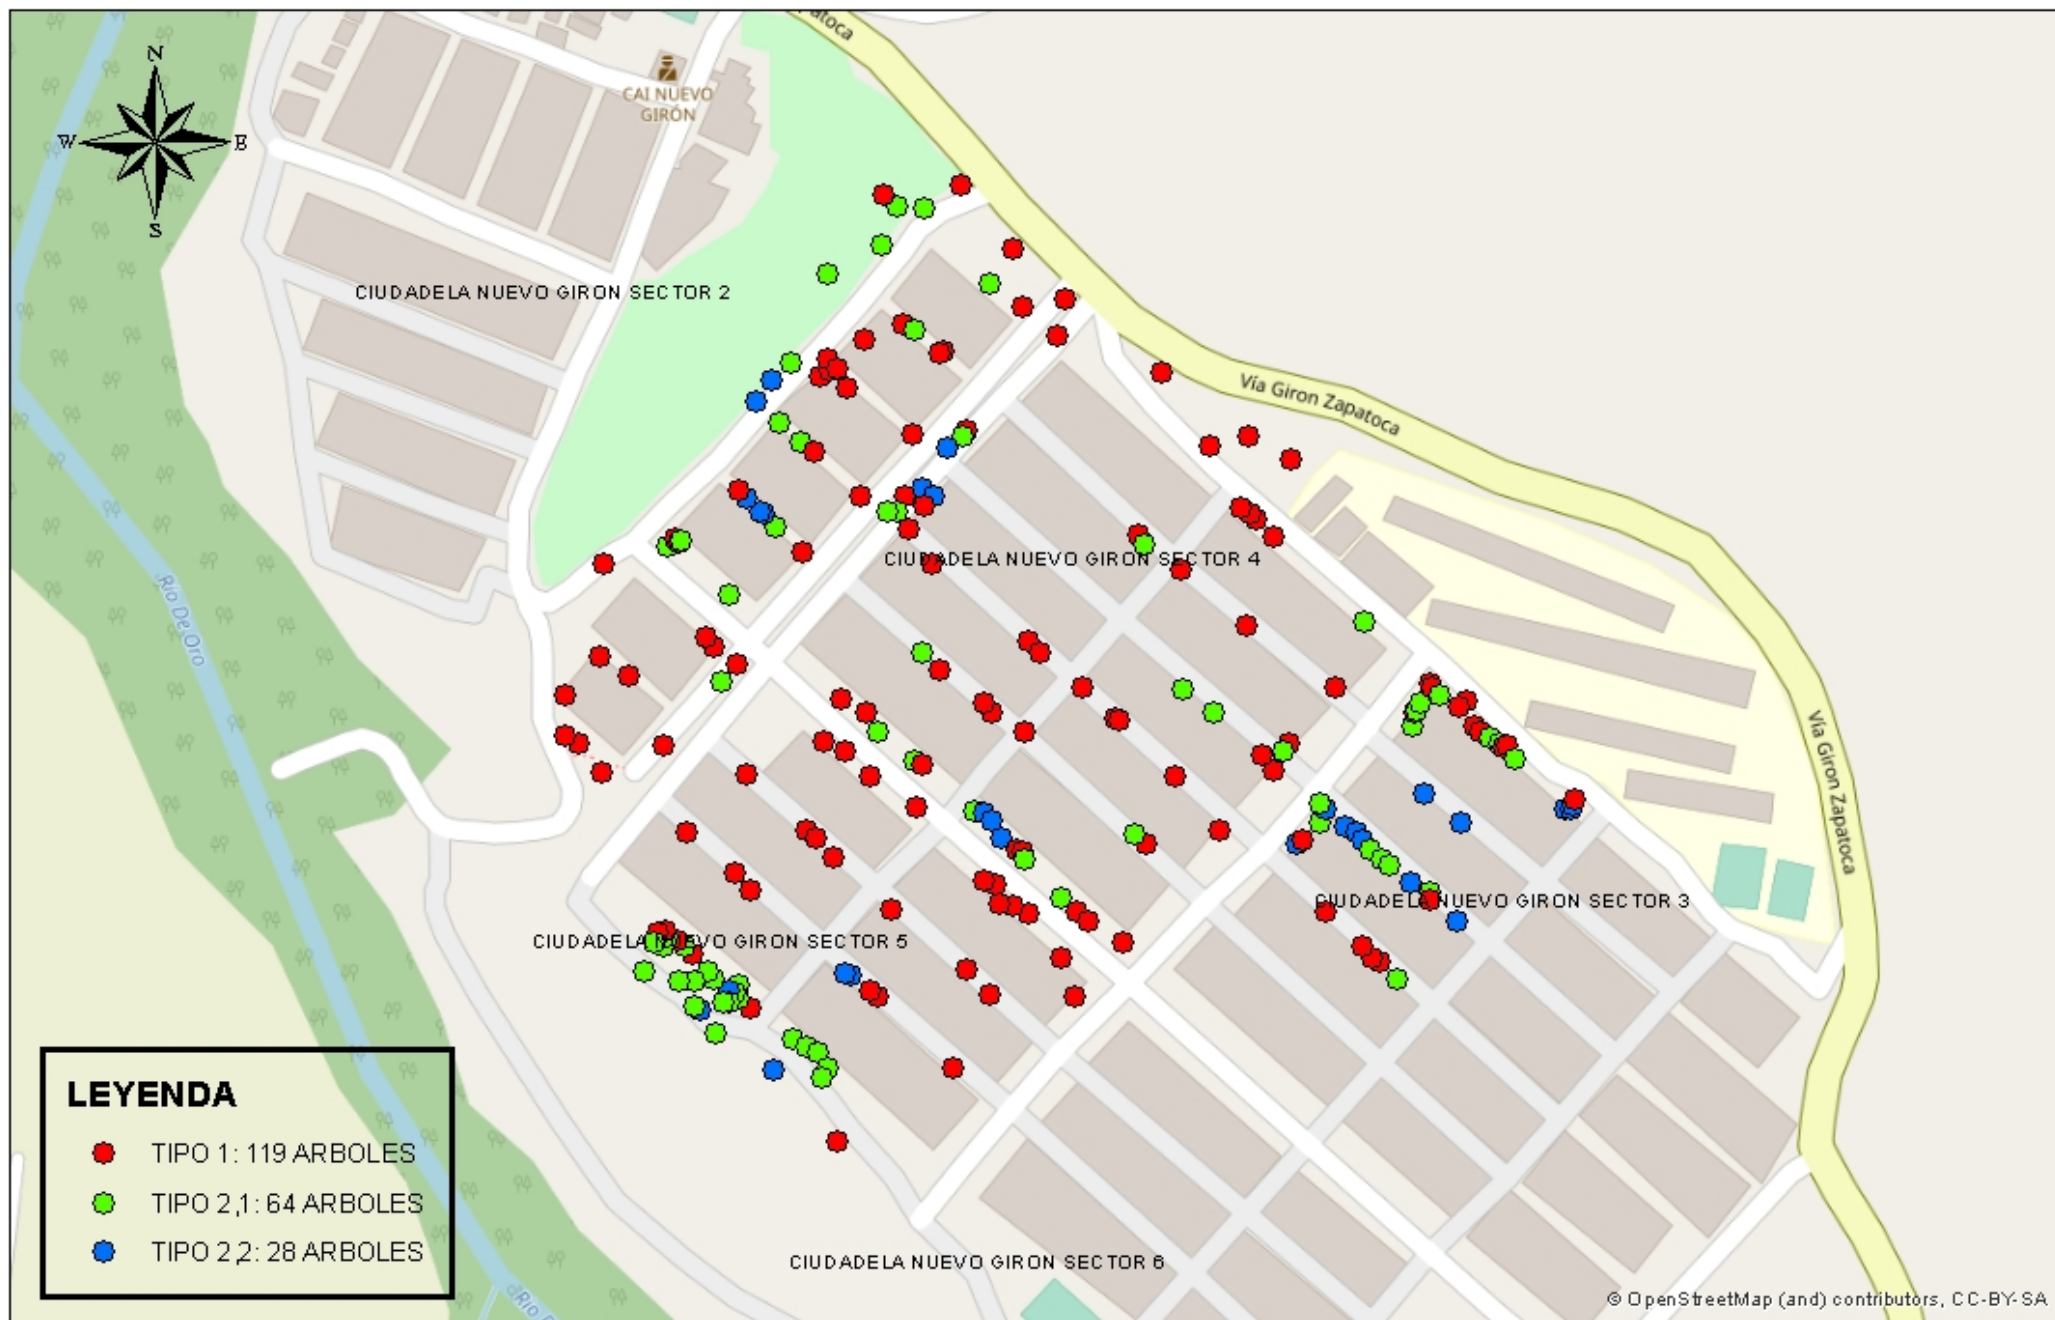 patoca
N
CAI NUEVO
GIRÓN
W
E
S
CIUDADELA NUEVO GIRON SECTOR 2
Vía Giron Zapatoca
CIUDADELA NUEVO GIRON SECTOR 4
Río De Oro
Vía Giron Zapatoca
CIUDADELA NUEVO GIRON SECTOR 3
CIUDADELA NUEVO GIRON SECTOR 5
LEYENDA
TIPO 1: 119 ARBOLES
TIPO 2,1: 64 ARBOLES
TIPO 2,2: 28 ARBOLES
CIUDADELA NUEVO GIRON SECTOR 6
Río
© OpenStreetMap (and) contributors, CC-BY-SA